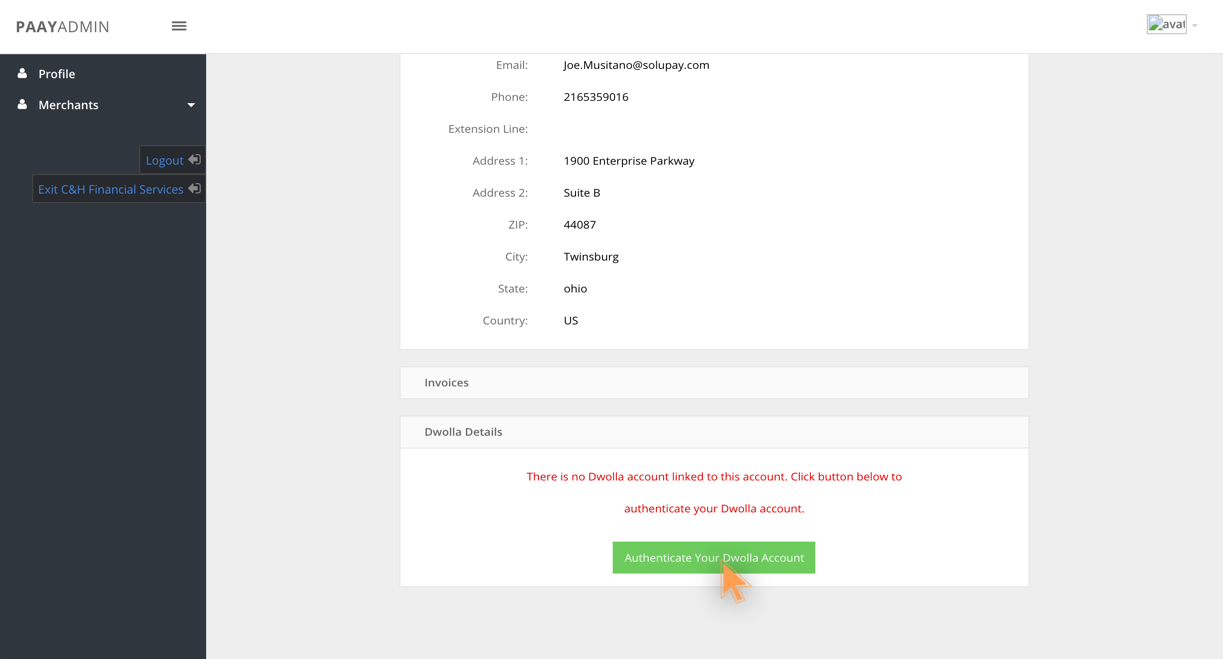 PAAYADMIN
Profile
Merchants
Logout
Exit C&H Financial Services
Email: Joe.Musitano@solupay.com
Phone: 2165359016
Extension Line:
Address 1: 1900 Enterprise Parkway
Address 2: Suite B
ZIP: 44087
City: Twinsburg
State: ohio
Country: US
Invoices
Dwolla Details
There is no Dwolla account linked to this account. Click button below to
authenticate your Dwolla account.
Authenticate Your Dwolla Account